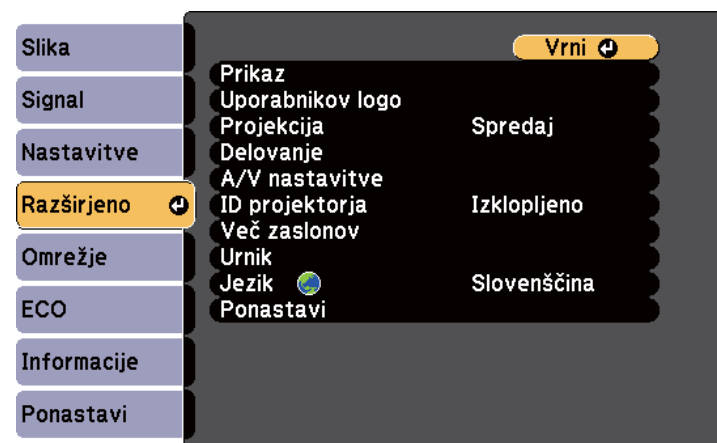 Slika
Signal
Nastavitve
Razširjeno
Omrežje
ECO
Informacije
Ponastavi
Vrni
Prikaz
Uporabnikov logo
Projekcija Spredaj
Delovanje
A/V nastavitve
ID projektorja Izklopljeno
Več zaslonov
Urnik
Jezik Slovenščina
Ponastavi